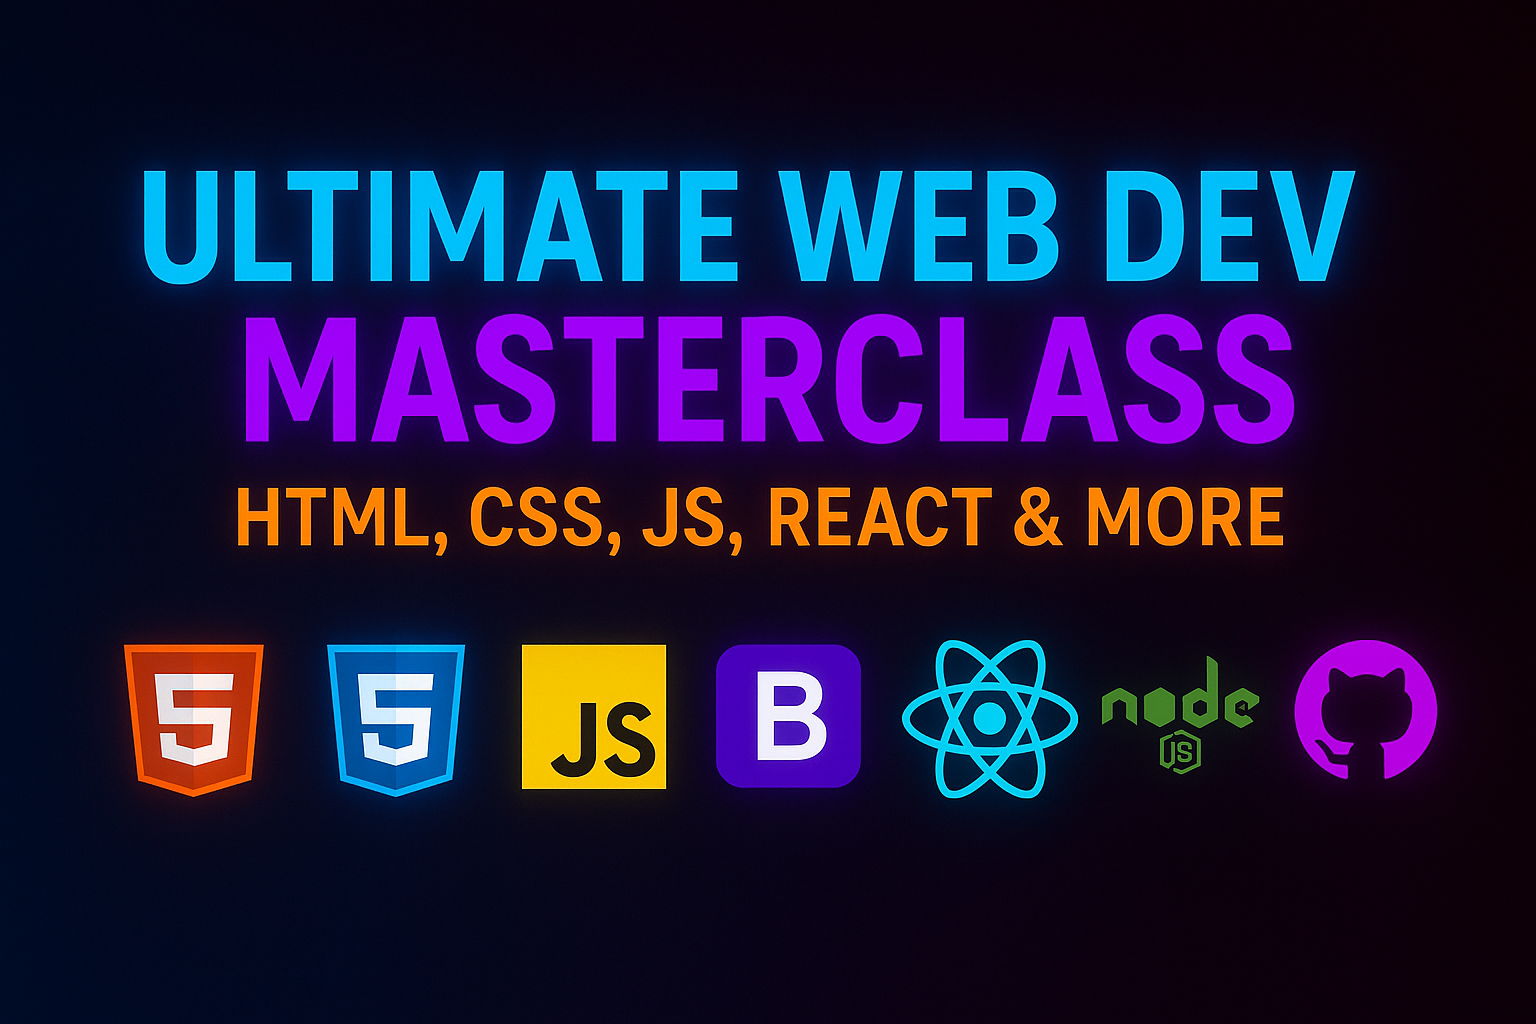 ULTIMATE WEB DEV
MASTERCLASS
HTML, CSS, JS, REACT & MORE
5 5 JS B node
JS